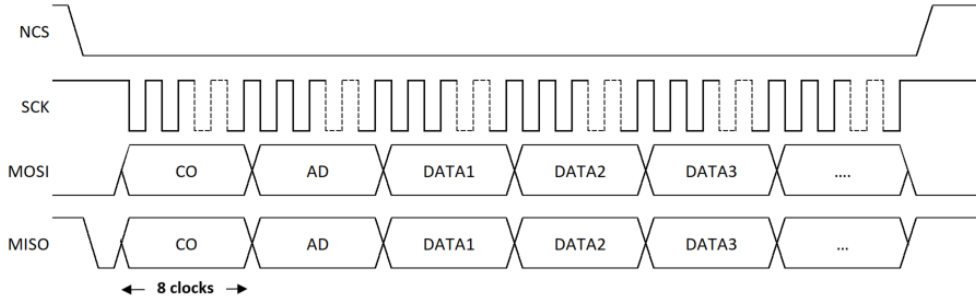 NCS
SCK
MOSI CO AD DATA1 DATA2 DATA3 ....
MISO CO AD DATA1 DATA2 DATA3 ...
8 clocks